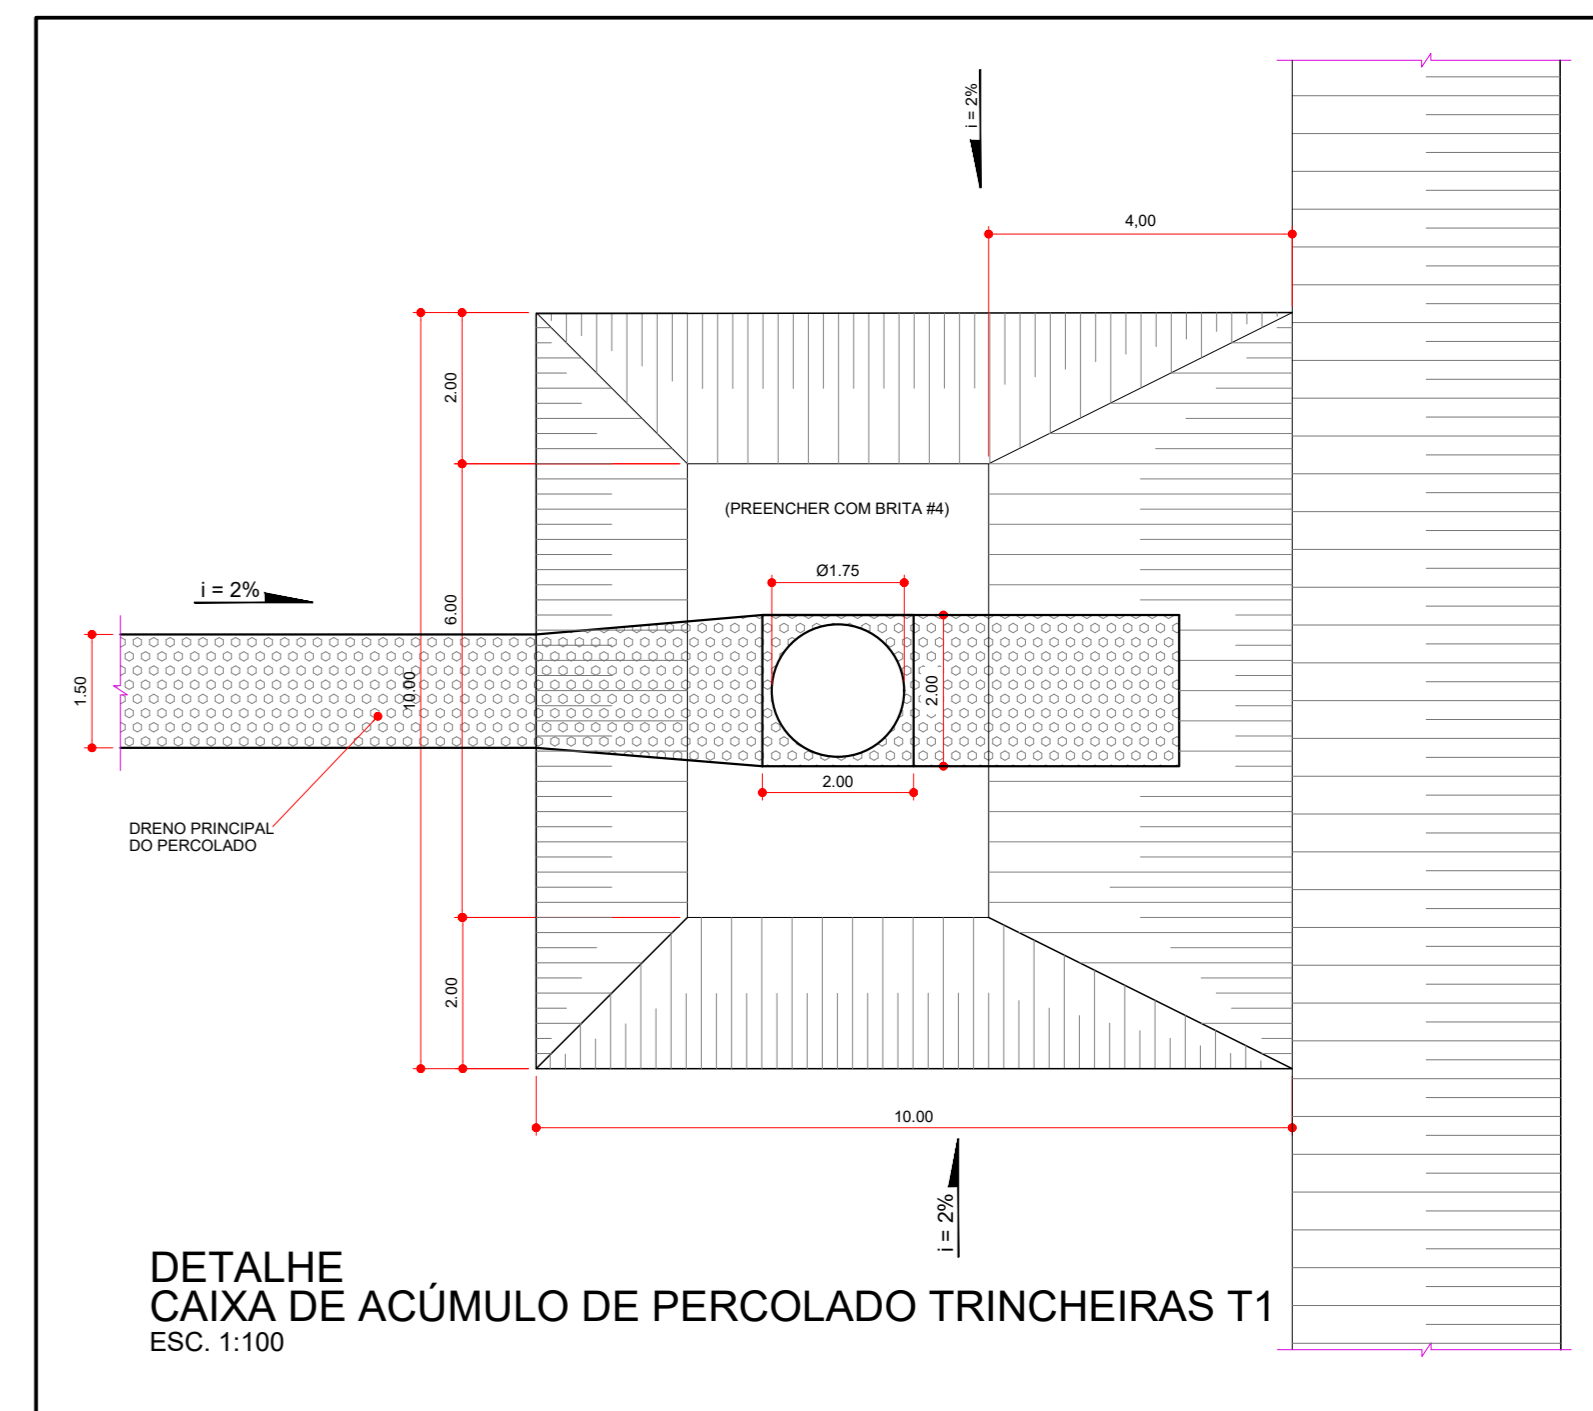 i = 2%
4,00
2.00
(PREENCHER COM BRITA #4)
Ø1.75
i = 2%
6.00
1.50
10.00
2.00
2.00
DRENO PRINCIPAL
DO PERCOLADO
2.00
10.00
i = 2%
DETALHE
CAIXA DE ACÚMULO DE PERCOLADO TRINCHEIRAS T1
ESC. 1:100